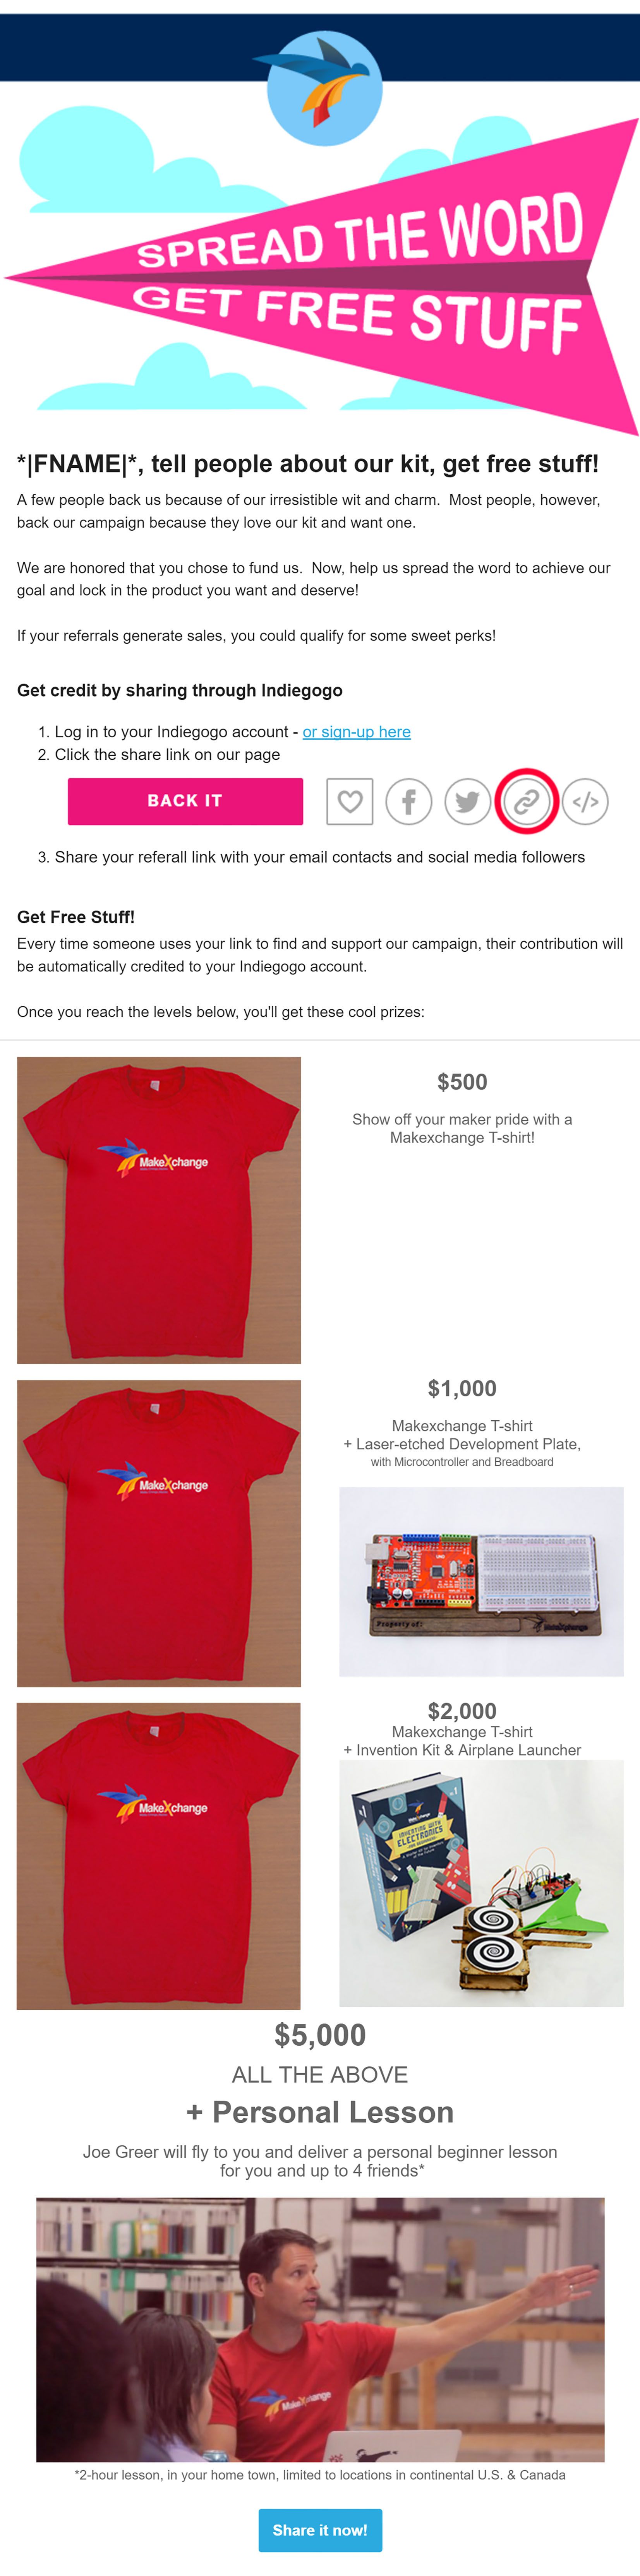 SPREAD THE WORD
GET FREE STUFF
*|FNAME|*, tell people about our kit, get free stuff!
A few people back us because of our irresistible wit and charm.  Most people, however,
back our campaign because they love our kit and want one.
We are honored that you chose to fund us.  Now, help us spread the word to achieve our
goal and lock in the product you want and deserve!
If your referrals generate sales, you could qualify for some sweet perks!
Get credit by sharing through Indiegogo
1. Log in to your Indiegogo account - or sign-up here
2. Click the share link on our page
BACK IT
3. Share your referall link with your email contacts and social media followers
Get Free Stuff!
Every time someone uses your link to find and support our campaign, their contribution will
be automatically credited to your Indiegogo account.
Once you reach the levels below, you'll get these cool prizes:
MakeXchange
$500
Show off your maker pride with a
Makexchange T-shirt!
MakeXchange
$1,000
Makexchange T-shirt
+ Laser-etched Development Plate,
with Microcontroller and Breadboard
UNO
Property of:
MakeXchange
MakeXchange
$2,000
Makexchange T-shirt
+ Invention Kit & Airplane Launcher
MakeXchange
INVENTING WITH
ELECTRONICS
$5,000
ALL THE ABOVE
+ Personal Lesson
Joe Greer will fly to you and deliver a personal beginner lesson
for you and up to 4 friends*
MakeXchange
*2-hour lesson, in your home town, limited to locations in continental U.S. & Canada
Share it now!